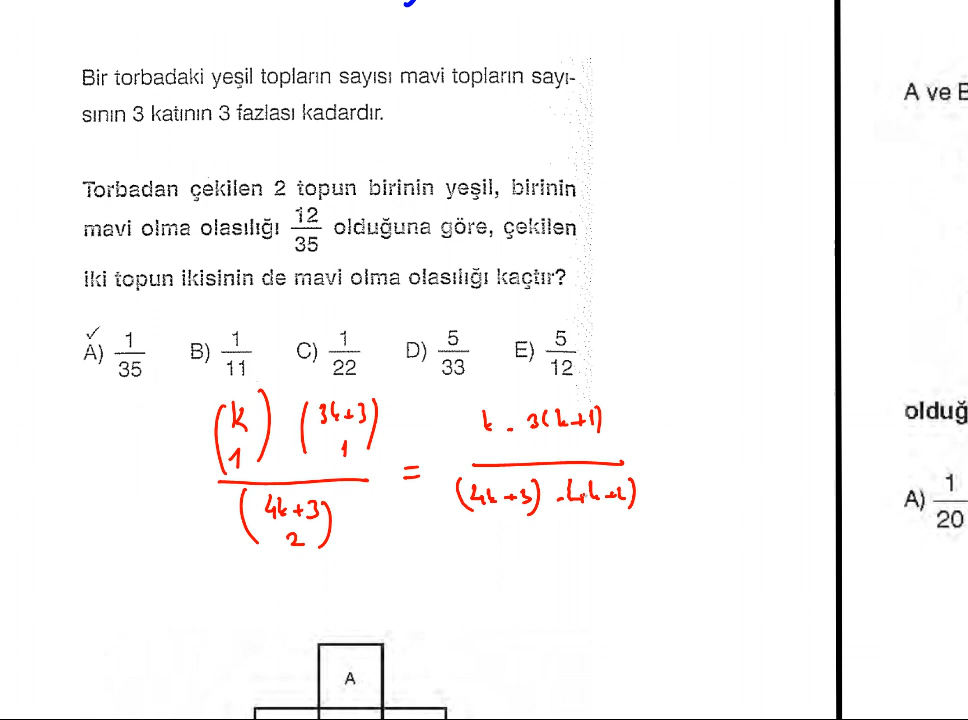 Bir torbadaki yeşil topların sayısı mavi topların sayı-
sının 3 katının 3 fazlası kadardır.
Torbadan çekilen 2 topun birinin yeşil, birinin
mavi olma olasılığı 12/35 olduğuna göre, çekilen
iki topun ikisinin de mavi olma olasılığı kaçtır?
A) 1/35 B) 1/11 C) 1/22 D) 5/33 E) 5/12
(k 1) (3k+3 1) / (4k+3 2) = k . 3(k+1) / (4k+3) .
A
A ve B
olduğ
A) 1/20